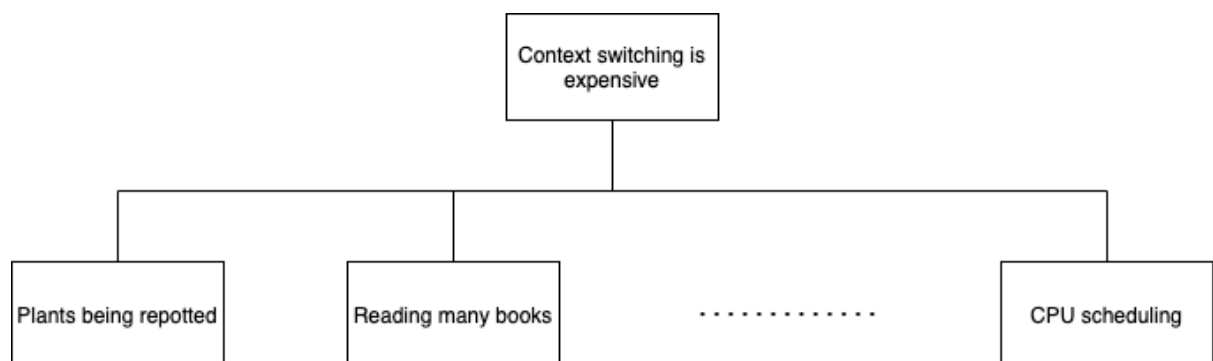 Context switching is
expensive
Plants being repotted
Reading many books
CPU scheduling